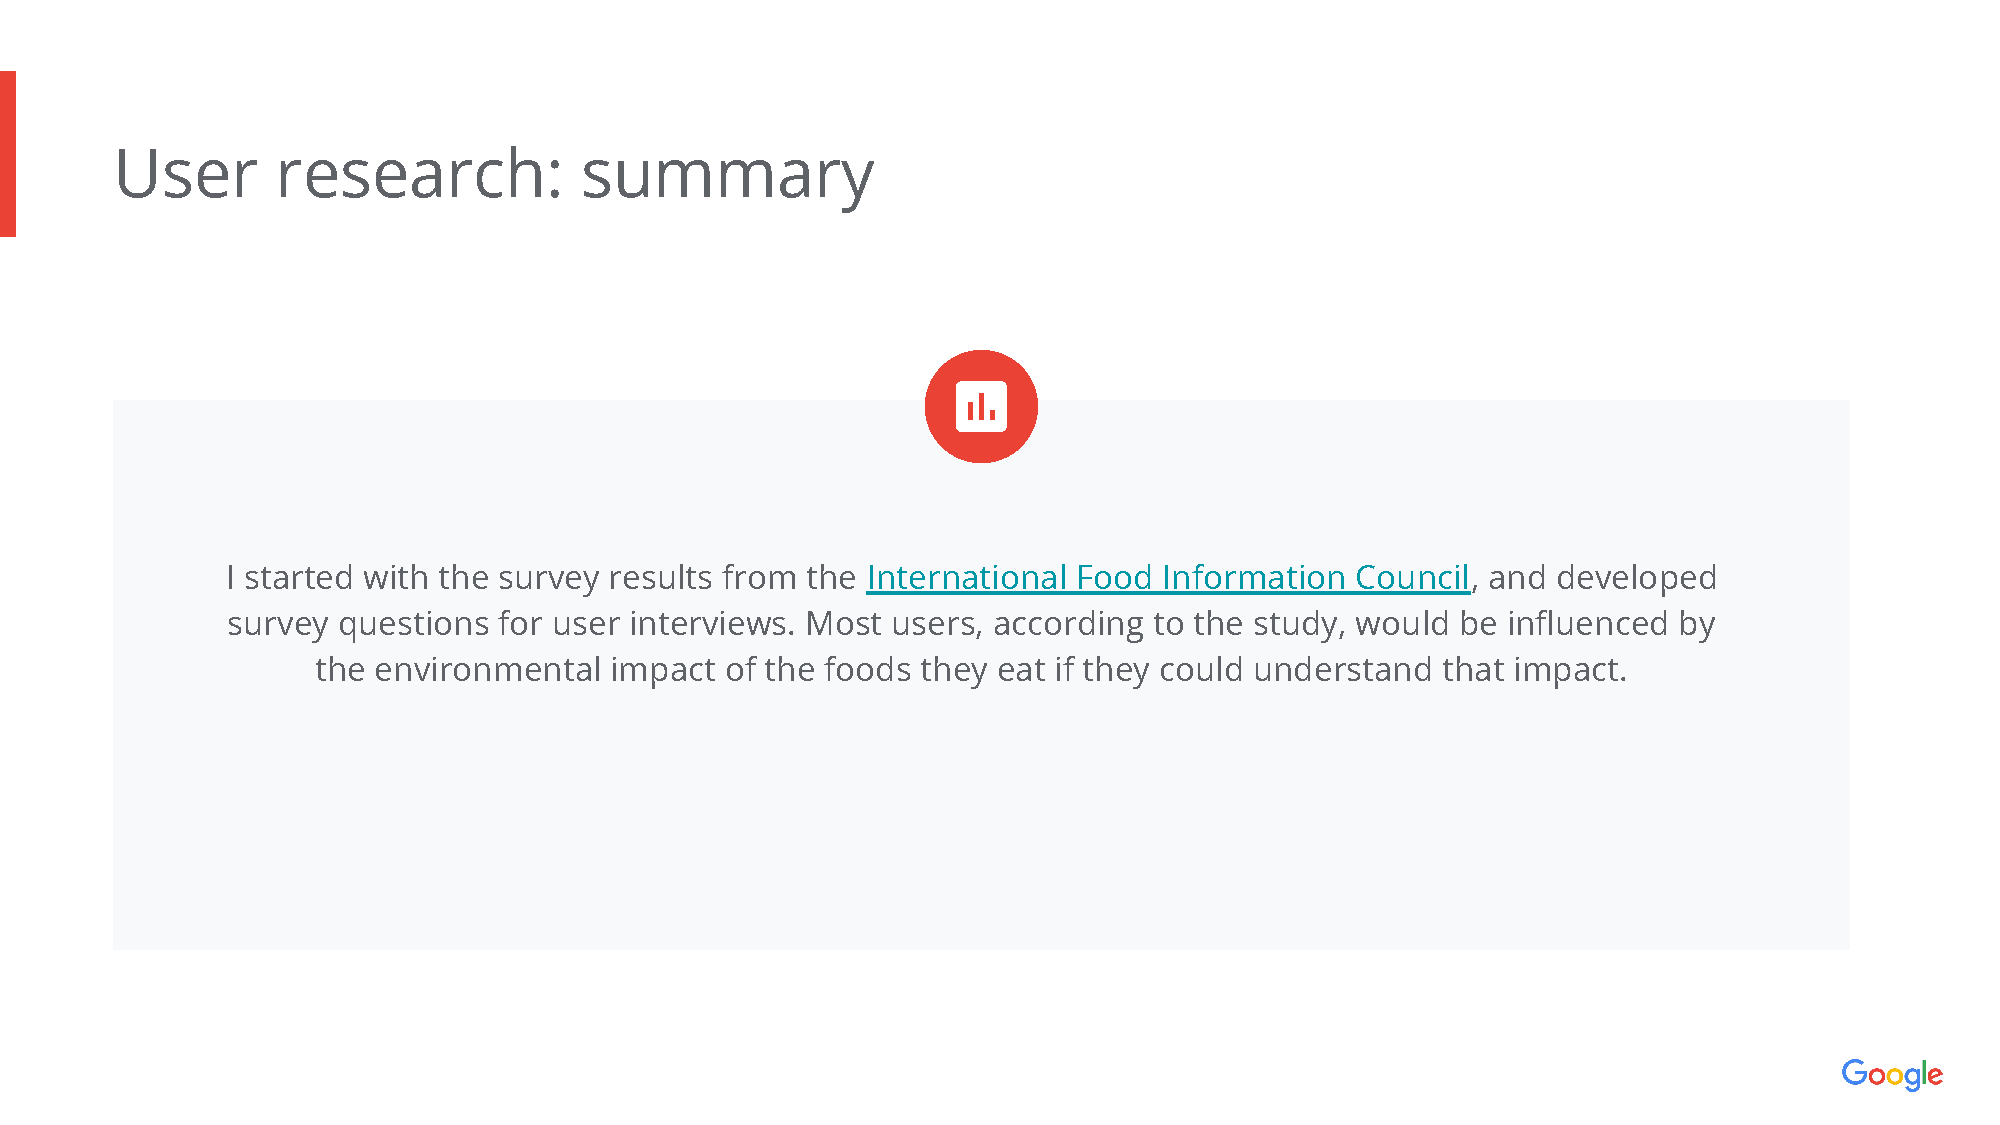 User research: summary
I started with the survey results from the International Food Information Council, and developed
survey questions for user interviews. Most users, according to the study, would be influenced by
the environmental impact of the foods they eat if they could understand that impact.
Google